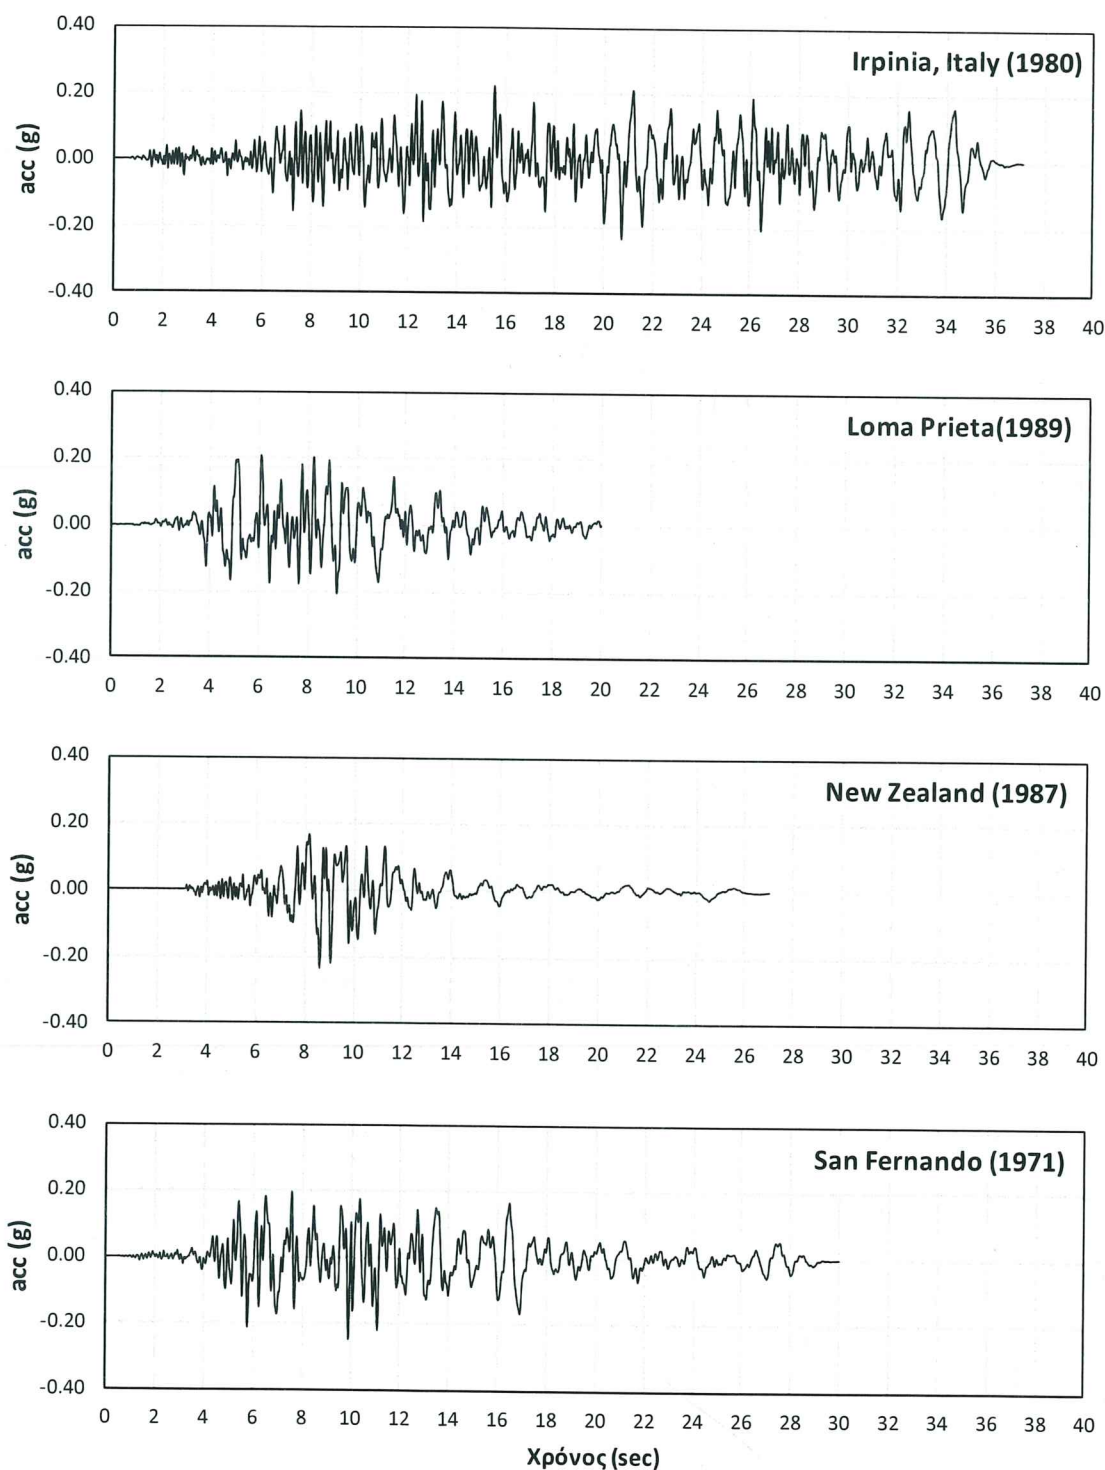 0.40
Irpinia, Italy (1980)
0.20
acc (g)
0.00
-0.20
-0.40
0 2 4 6 8 10 12 14 16 18 20 22 24 26 28 30 32 34 36 38 40
0.40
Loma Prieta(1989)
0.20
acc (g)
0.00
-0.20
-0.40
0 2 4 6 8 10 12 14 16 18 20 22 24 26 28 30 32 34 36 38 40
0.40
New Zealand (1987)
0.20
acc (g)
0.00
-0.20
-0.40
0 2 4 6 8 10 12 14 16 18 20 22 24 26 28 30 32 34 36 38 40
0.40
San Fernando (1971)
0.20
acc (g)
0.00
-0.20
-0.40
0 2 4 6 8 10 12 14 16 18 20 22 24 26 28 30 32 34 36 38 40
Χρόνος (sec)